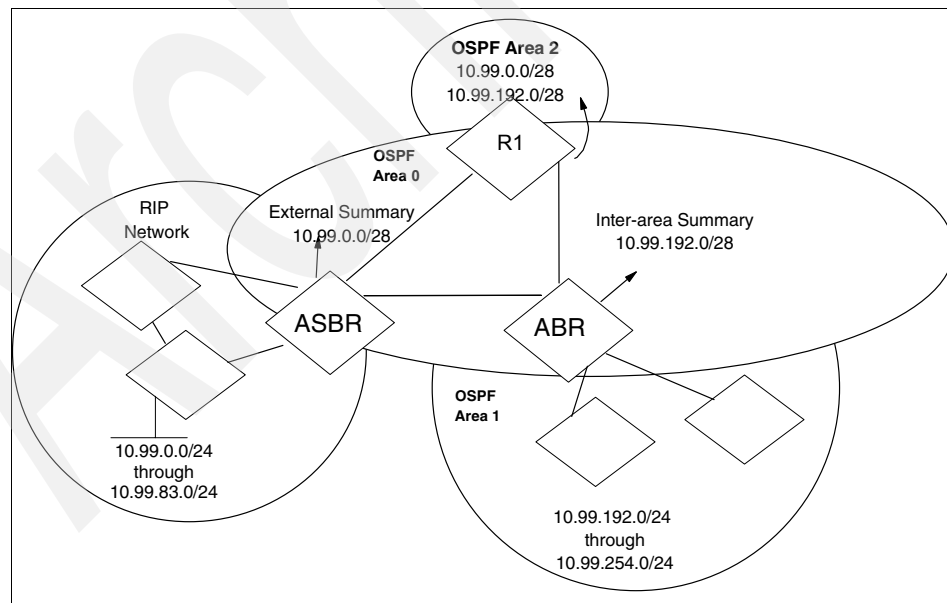 OSPF Area 2
10.99.0.0/28
10.99.192.0/28
R1
OSPF
Area 0
RIP
Network
External Summary
10.99.0.0/28
Inter-area Summary
10.99.192.0/28
ASBR
ABR
OSPF
Area 1
10.99.0.0/24
through
10.99.83.0/24
10.99.192.0/24
through
10.99.254.0/24